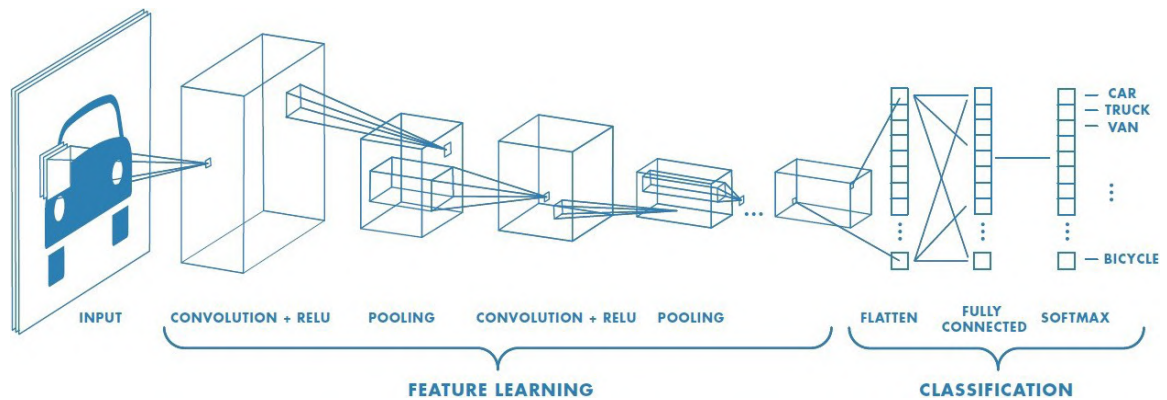 CAR
TRUCK
VAN
BICYCLE
INPUT
CONVOLUTION + RELU
POOLING
CONVOLUTION + RELU
POOLING
FLATTEN
FULLY
CONNECTED
SOFTMAX
FEATURE LEARNING
CLASSIFICATION